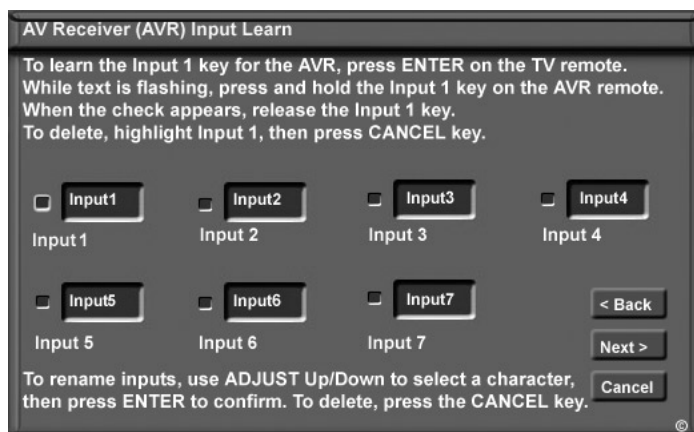 AV Receiver (AVR) Input Learn
To learn the Input 1 key for the AVR, press ENTER on the TV remote.
While text is flashing, press and hold the Input 1 key on the AVR remote.
When the check appears, release the Input 1 key.
To delete, highlight Input 1, then press CANCEL key.
Input1 Input2 Input3 Input4
Input 1 Input 2 Input 3 Input 4
Input5 Input6 Input7
< Back
Input 5 Input 6 Input 7
Next >
To rename inputs, use ADJUST Up/Down to select a character,
then press ENTER to confirm. To delete, press the CANCEL key.
Cancel
©